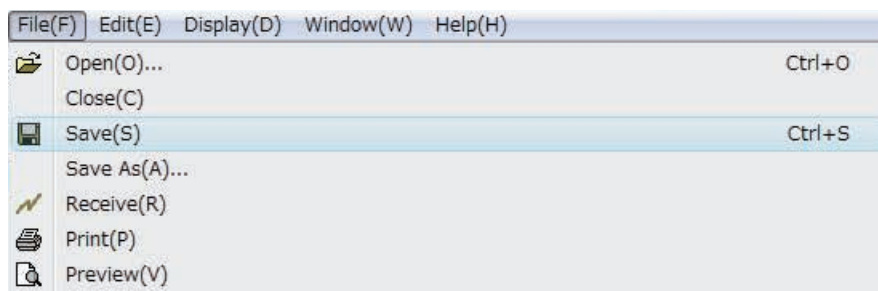 File(F) Edit(E) Display(D) Window(W) Help(H)
Open(O)... Ctrl+O
Close(C)
Save(S) Ctrl+S
Save As(A)...
Receive(R)
Print(P)
Preview(V)